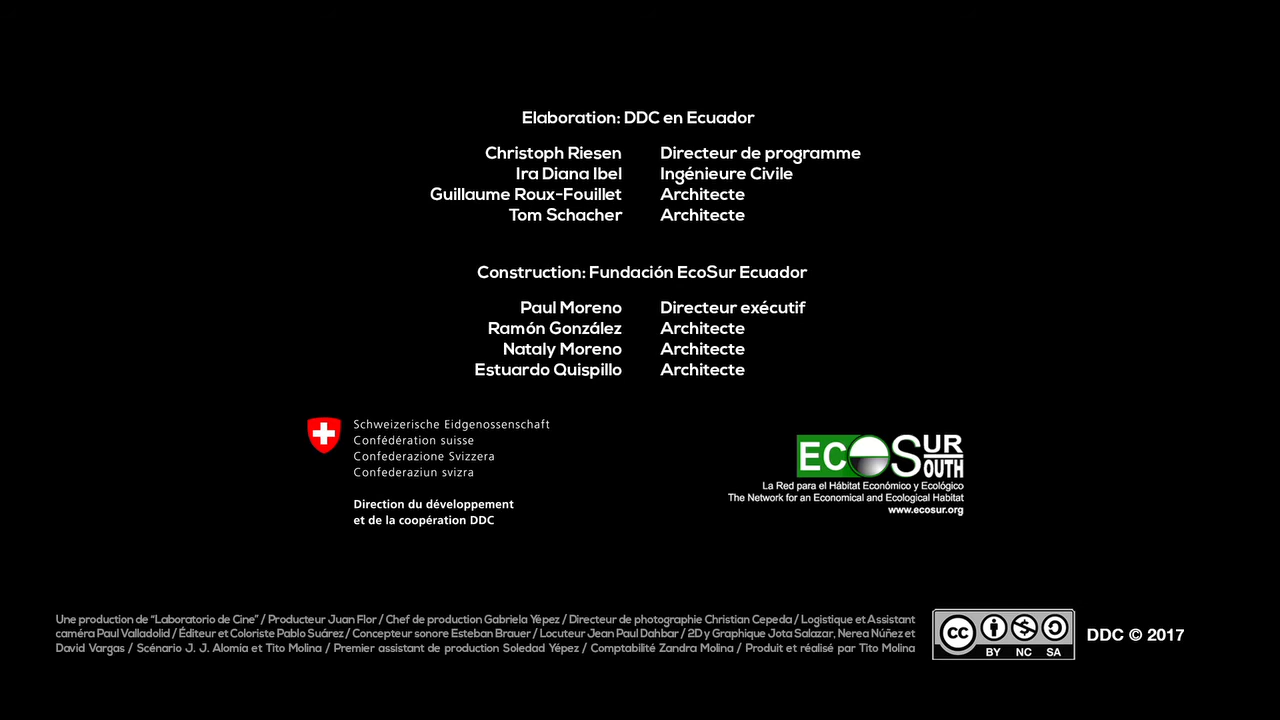 Elaboration: DDC en Ecuador
Christoph Riesen Directeur de programme
Ira Diana Ibel Ingénieure Civile
Guillaume Roux-Fouillet Architecte
Tom Schacher Architecte
Construction: Fundación EcoSur Ecuador
Paul Moreno Directeur exécutif
Ramón González Architecte
Nataly Moreno Architecte
Estuardo Quispillo Architecte
Schweizerische Eidgenossenschaft
Confédération suisse
Confederazione Svizzera
Confederaziun svizra
Direction du développement
et de la coopération DDC
ECOSUR
SOUTH
La Red para el Hábitat Económico y Ecológico
The Network for an Economical and Ecological Habitat
www.ecosur.org
Une production de “Laboratorio de Cine” / Producteur Juan Flor / Chef de production Gabriela Yépez / Directeur de photographie Christian Cepeda / Logistique et Assistant
caméra Paul Valladolid / Éditeur et Coloriste Pablo Suárez / Concepteur sonore Esteban Brauer / Locuteur Jean Paul Dahbar / 2D y Graphique Jota Salazar, Nerea Núñez et
David Vargas / Scénario J. J. Alomía et Tito Molina / Premier assistant de production Soledad Yépez / Comptabilité Zandra Molina / Produit et réalisé par Tito Molina
cc
BY NC SA
DDC © 2017